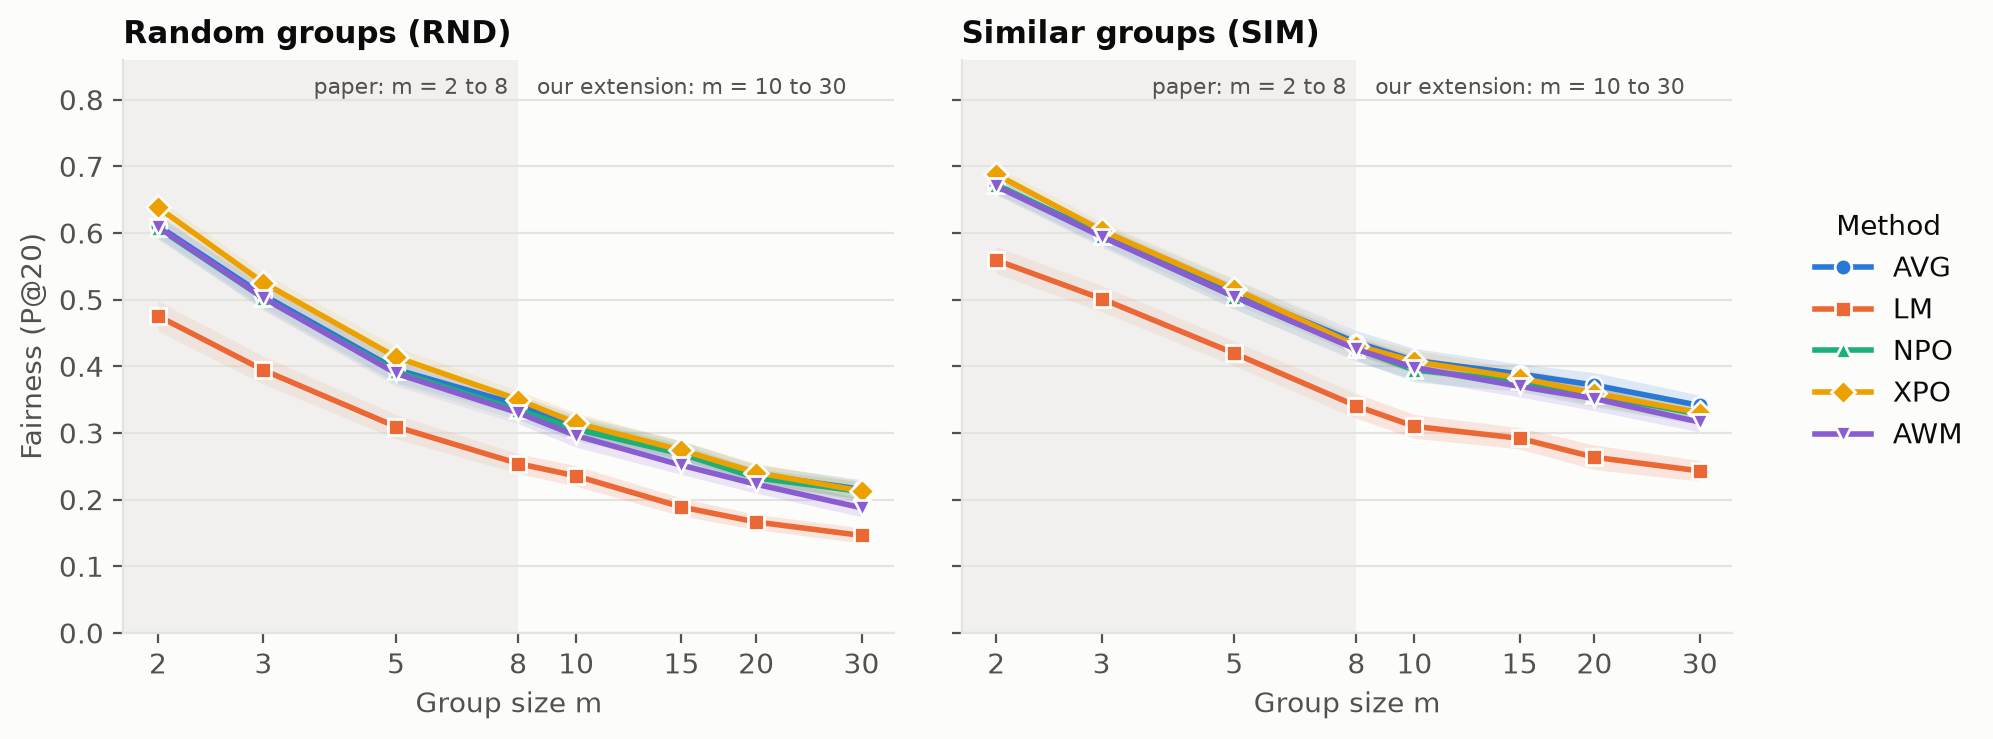 Random groups (RND)
Similar groups (SIM)
paper: m = 2 to 8
our extension: m = 10 to 30
paper: m = 2 to 8
our extension: m = 10 to 30
Fairness (P@20)
0.8
0.7
0.6
0.5
0.4
0.3
0.2
0.1
0.0
2 3 5 8 10 15 20 30
2 3 5 8 10 15 20 30
Group size m
Group size m
Method
AVG
LM
NPO
XPO
AWM